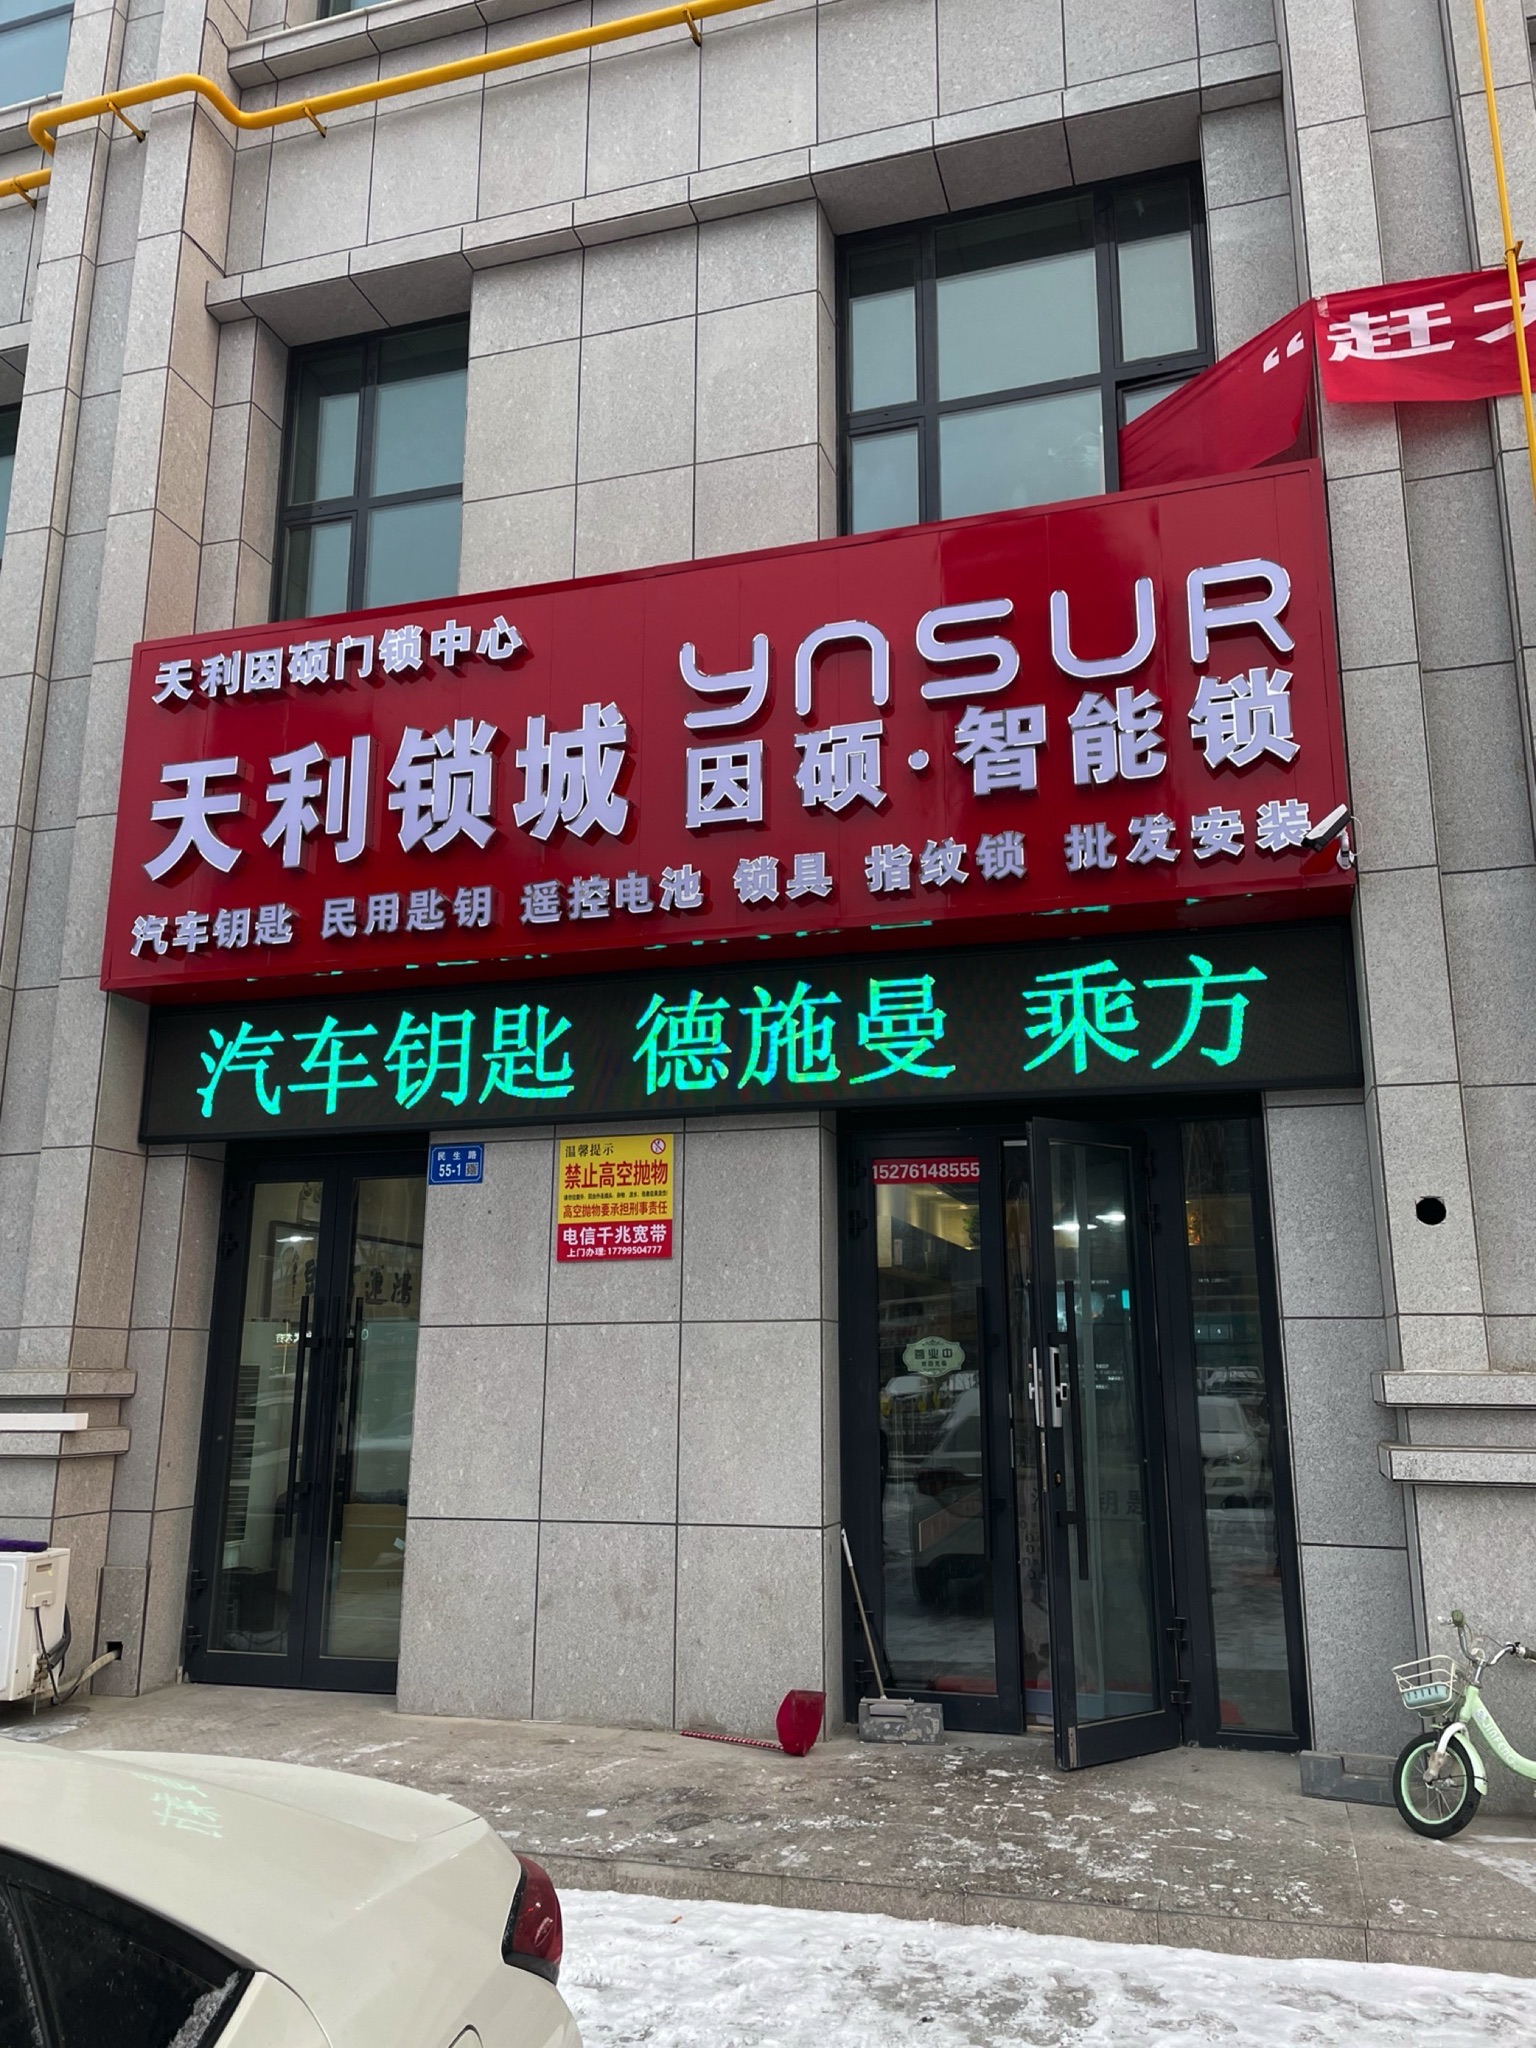 “赶
天利因硕门锁中心
ynsur
天利锁城
因硕·智能锁
汽车钥匙 民用匙钥 遥控电池 锁具 指纹锁 批发安装
汽车钥匙 德施曼 乘方
民生路
55-1
温馨提示
禁止高空抛物
高空抛物要承担刑事责任
电信千兆宽带
上门办理:17799504777
15276148555
营业中